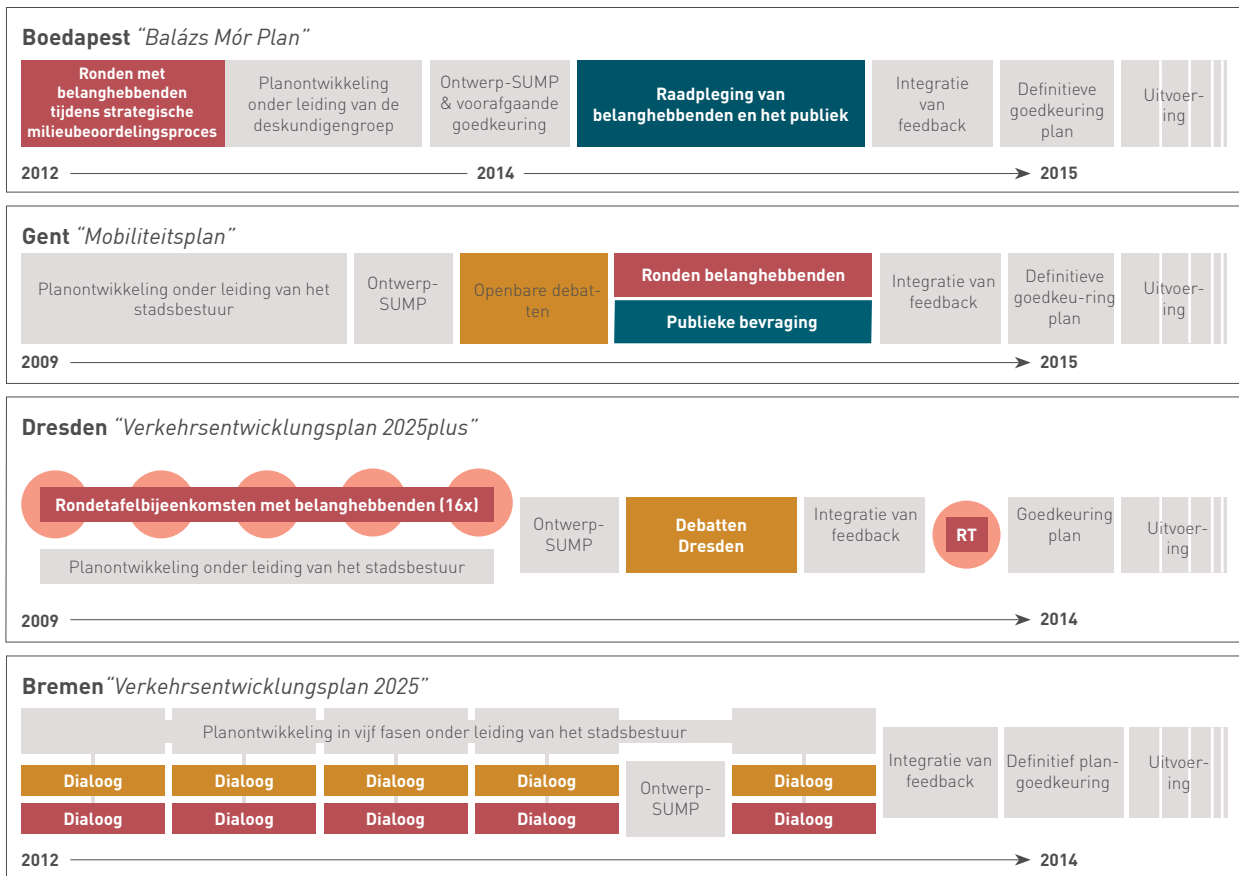 Boedapest “Balázs Mór Plan”
Ronden met
belanghebbenden
tijdens strategische
milieubeoordelingsproces
Planontwikkeling
onder leiding van de
deskundigengroep
Ontwerp-SUMP
& voorafgaande
goedkeuring
Raadpleging van
belanghebbenden en het publiek
Integratie
van
feedback
Definitieve
goedkeuring
plan
Uitvoer-
ing
2012
2014
2015
Gent “Mobiliteitsplan”
Planontwikkeling onder leiding van het
stadsbestuur
Ontwerp-
SUMP
Openbare debat-
ten
Ronden belanghebbenden
Publieke bevraging
Integratie van
feedback
Definitieve
goedkeu-ring
plan
Uitvoer-
ing
2009
2015
Dresden “Verkehrsentwicklungsplan 2025plus”
Rondetafelbijeenkomsten met belanghebbenden (16x)
Planontwikkeling onder leiding van het stadsbestuur
Ontwerp-
SUMP
Debatten
Dresden
Integratie van
feedback
RT
Goedkeuring
plan
Uitvoer-
ing
2009
2014
Bremen “Verkehrsentwicklungsplan 2025”
Planontwikkeling in vijf fasen onder leiding van het stadsbestuur
Dialoog
Dialoog
Dialoog
Dialoog
Dialoog
Dialoog
Dialoog
Dialoog
Dialoog
Dialoog
Ontwerp-
SUMP
Integratie van
feedback
Definitief plan-
goedkeuring
Uitvoer-
ing
2012
2014